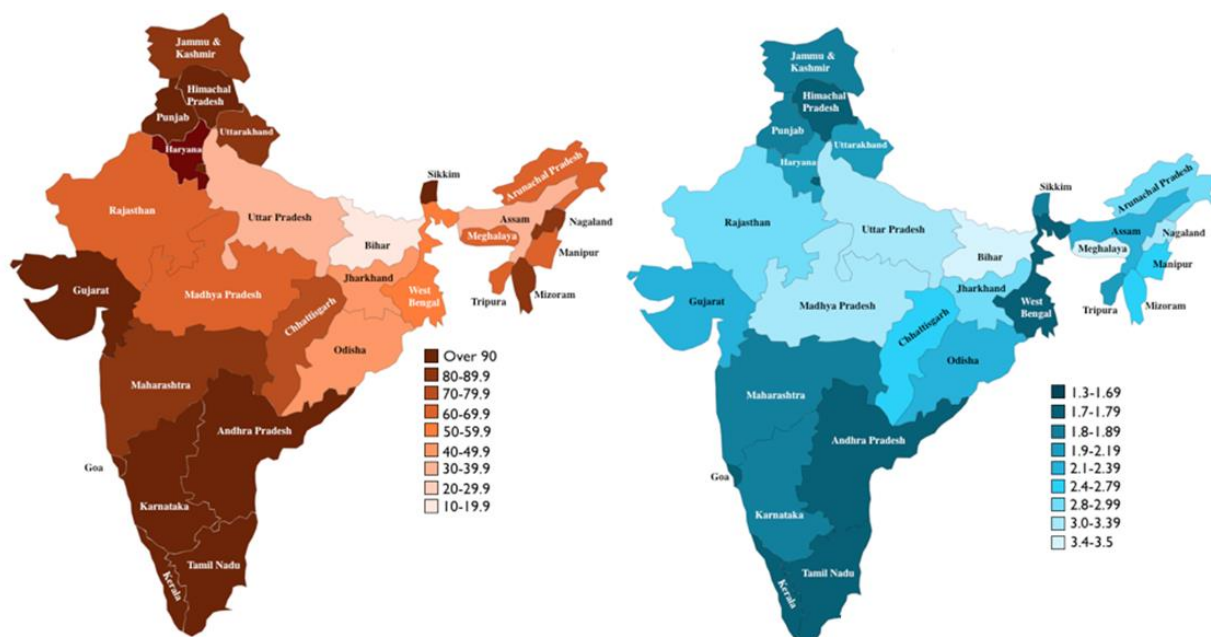 Jammu &
Kashmir
Himachal
Pradesh
Punjab
Uttarakhand
Haryana
Rajasthan
Uttar Pradesh
Bihar
Sikkim
Arunachal Pradesh
Assam
Nagaland
Meghalaya
Manipur
Tripura
Mizoram
Gujarat
Madhya Pradesh
Jharkhand
West
Bengal
Chhattisgarh
Odisha
Maharashtra
Andhra Pradesh
Goa
Karnataka
Tamil Nadu
Kerala
Over 90
80-89.9
70-79.9
60-69.9
50-59.9
40-49.9
30-39.9
20-29.9
10-19.9
Jammu &
Kashmir
Himachal
Pradesh
Punjab
Uttarakhand
Haryana
Rajasthan
Uttar Pradesh
Bihar
Sikkim
Arunachal Pradesh
Assam
Nagaland
Meghalaya
Manipur
Tripura
Mizoram
Gujarat
Madhya Pradesh
Jharkhand
West
Bengal
Chhattisgarh
Odisha
Maharashtra
Andhra Pradesh
Goa
Karnataka
Tamil Nadu
Kerala
1.3-1.69
1.7-1.79
1.8-1.89
1.9-2.19
2.1-2.39
2.4-2.79
2.8-2.99
3.0-3.39
3.4-3.5